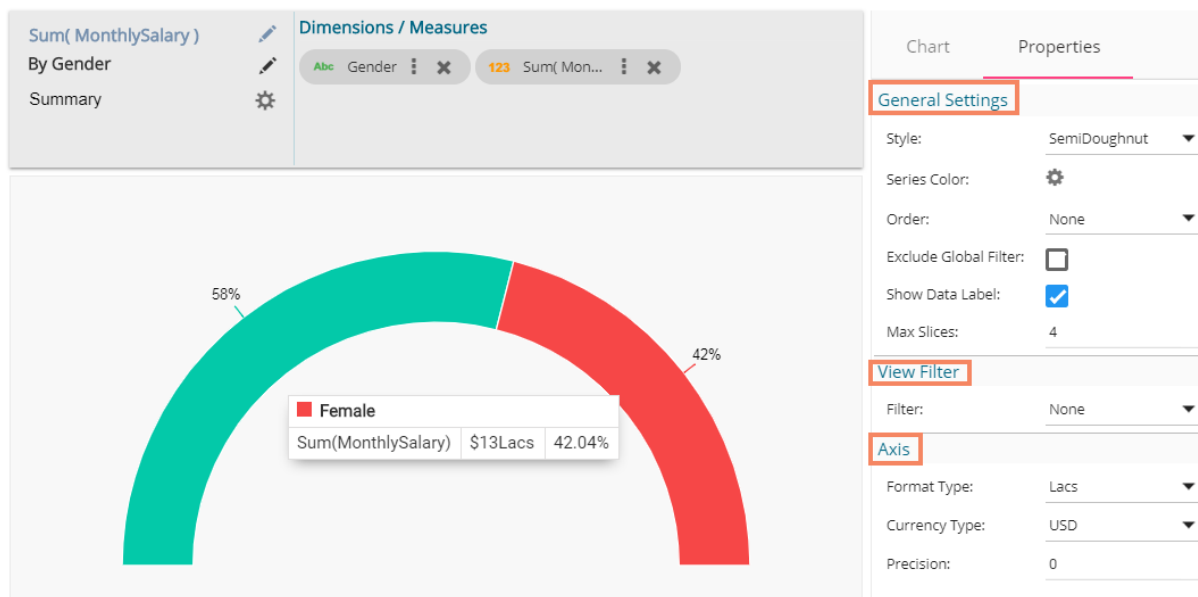 Sum( MonthlySalary )
By Gender
Summary
Dimensions / Measures
Abc Gender
123 Sum( Mon...
Chart Properties
General Settings
Style: SemiDoughnut
Series Color:
Order: None
Exclude Global Filter:
Show Data Label:
Max Slices: 4
View Filter
Filter: None
Axis
Format Type: Lacs
Currency Type: USD
Precision: 0
58%
42%
Female
Sum(MonthlySalary) $13Lacs 42.04%